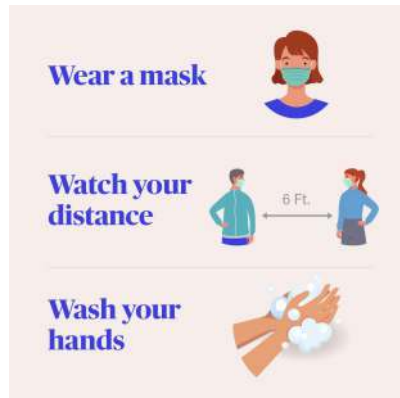 Wear a mask
Watch your
distance
6 Ft.
Wash your
hands